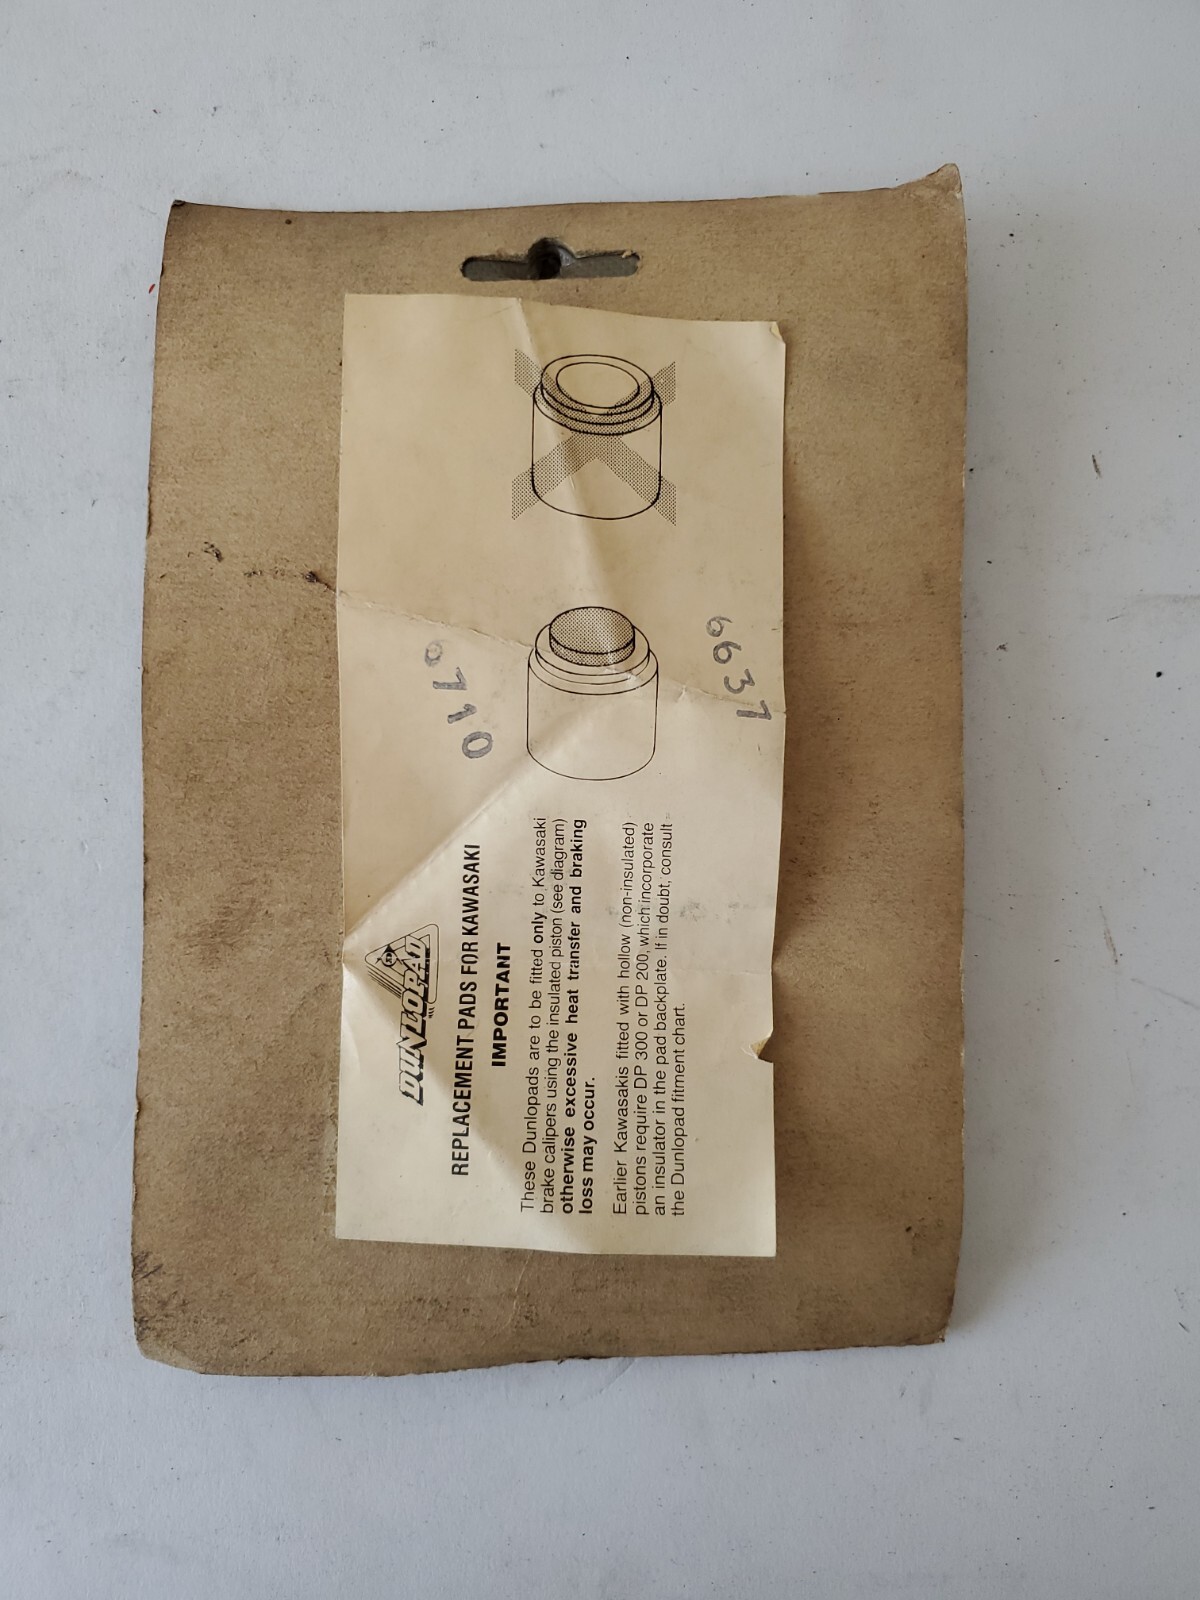 DUNLOPAD
REPLACEMENT PADS FOR KAWASAKI
IMPORTANT
These Dunlopads are to be fitted only to Kawasaki
brake calipers using the insulated piston (see diagram)
otherwise excessive heat transfer and braking
loss may occur.
Earlier Kawasakis fitted with hollow (non-insulated)
pistons require DP 300 or DP 200, which incorporate
an insulator in the pad backplate. If in doubt, consult
the Dunlopad fitment chart.
6637